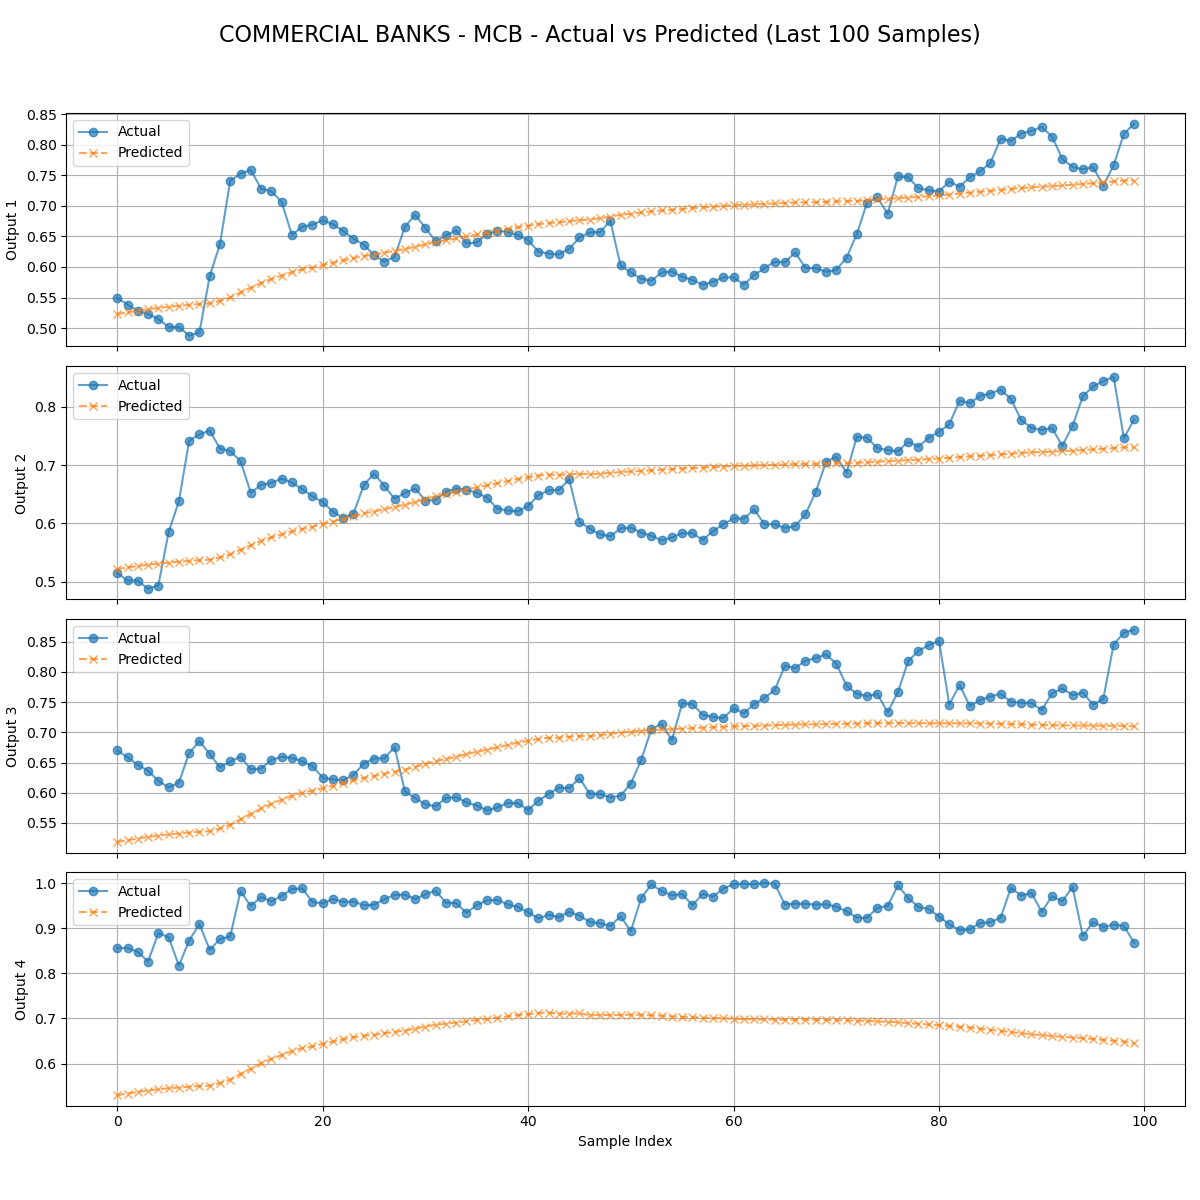 COMMERCIAL BANKS - MCB - Actual vs Predicted (Last 100 Samples)
0.85
0.80
0.75
0.70
0.65
0.60
0.55
0.50
Output 1
Actual
Predicted
0.8
0.7
0.6
0.5
Output 2
Actual
Predicted
0.85
0.80
0.75
0.70
0.65
0.60
0.55
Output 3
Actual
Predicted
1.0
0.9
0.8
0.7
0.6
Output 4
Actual
Predicted
0 20 40 60 80 100
Sample Index